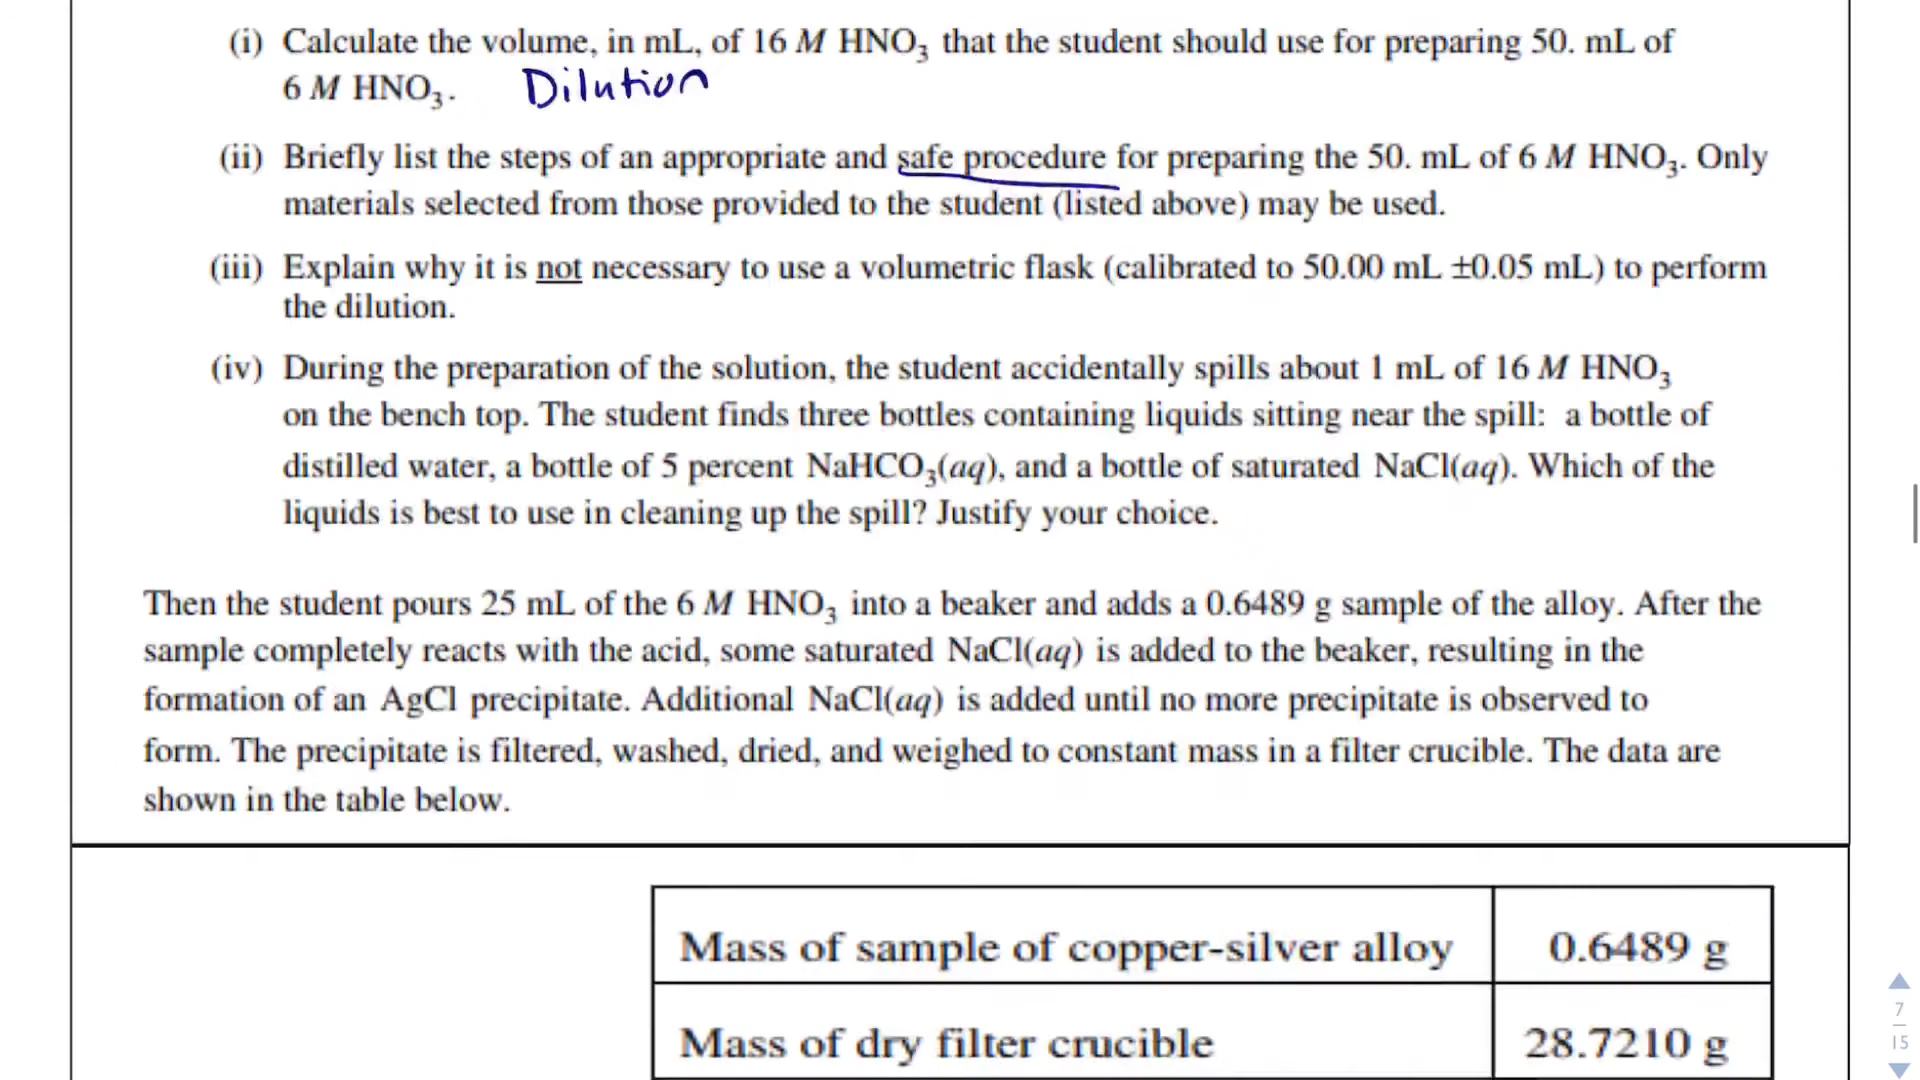 (i) Calculate the volume, in mL, of 16 M HNO₃ that the student should use for preparing 50. mL of
6 M HNO₃. Dilution
(ii) Briefly list the steps of an appropriate and safe procedure for preparing the 50. mL of 6 M HNO₃. Only
materials selected from those provided to the student (listed above) may be used.
(iii) Explain why it is not necessary to use a volumetric flask (calibrated to 50.00 mL ±0.05 mL) to perform
the dilution.
(iv) During the preparation of the solution, the student accidentally spills about 1 mL of 16 M HNO₃
on the bench top. The student finds three bottles containing liquids sitting near the spill: a bottle of
distilled water, a bottle of 5 percent NaHCO₃(aq), and a bottle of saturated NaCl(aq). Which of the
liquids is best to use in cleaning up the spill? Justify your choice.
Then the student pours 25 mL of the 6 M HNO₃ into a beaker and adds a 0.6489 g sample of the alloy. After the
sample completely reacts with the acid, some saturated NaCl(aq) is added to the beaker, resulting in the
formation of an AgCl precipitate. Additional NaCl(aq) is added until no more precipitate is observed to
form. The precipitate is filtered, washed, dried, and weighed to constant mass in a filter crucible. The data are
shown in the table below.
Mass of sample of copper-silver alloy 0.6489 g
Mass of dry filter crucible 28.7210 g
7
15